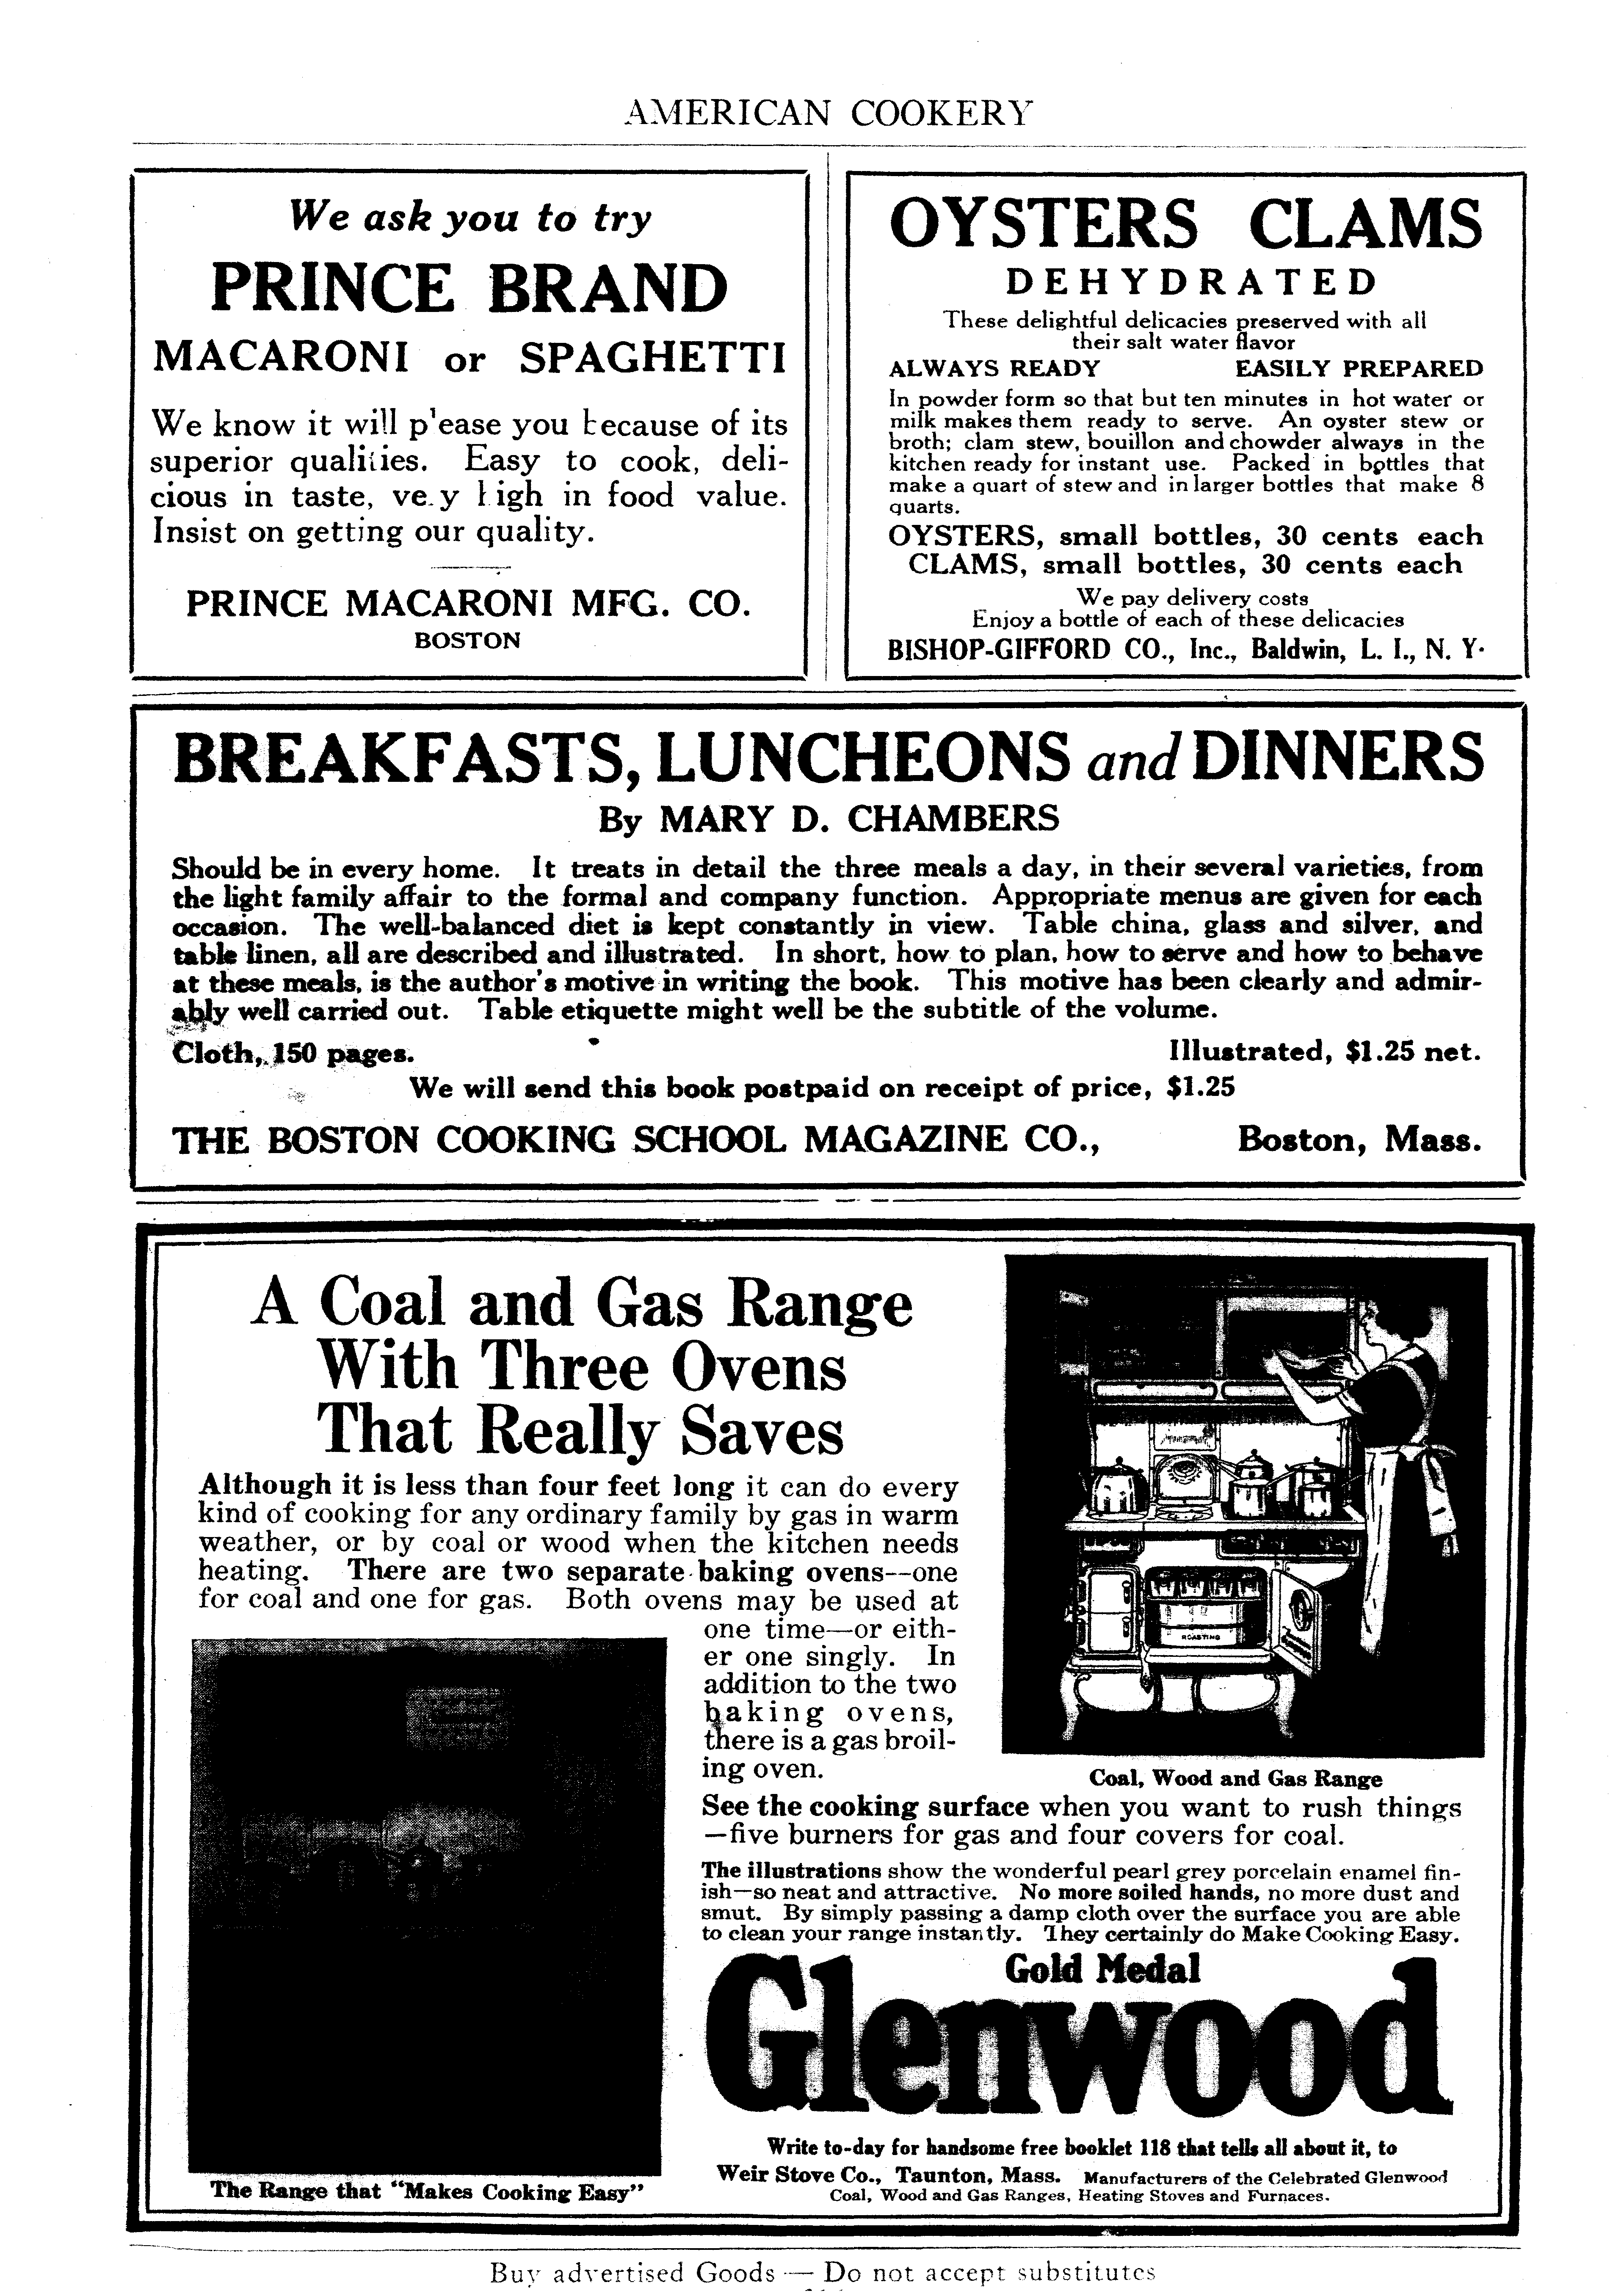 AMERICAN COOKERY
We ask you to try
PRINCE BRAND
MACARONI or SPAGHETTI
We know it will please you because of its
superior qualities. Easy to cook, deli-
cious in taste, very high in food value.
Insist on getting our quality.
PRINCE MACARONI MFG. CO.
BOSTON
OYSTERS CLAMS
DEHYDRATED
These delightful delicacies preserved with all
their salt water flavor
ALWAYS READY EASILY PREPARED
In powder form so that but ten minutes in hot water or
milk makes them ready to serve. An oyster stew or
broth; clam stew, bouillon and chowder always in the
kitchen ready for instant use. Packed in bottles that
make a quart of stew and in larger bottles that make 8
quarts.
OYSTERS, small bottles, 30 cents each
CLAMS, small bottles, 30 cents each
We pay delivery costs
Enjoy a bottle of each of these delicacies
BISHOP-GIFFORD CO., Inc., Baldwin, L. I., N. Y.
BREAKFASTS, LUNCHEONS and DINNERS
By MARY D. CHAMBERS
Should be in every home. It treats in detail the three meals a day, in their several varieties, from
the light family affair to the formal and company function. Appropriate menus are given for each
occasion. The well-balanced diet is kept constantly in view. Table china, glass and silver, and
table linen, all are described and illustrated. In short, how to plan, how to serve and how to behave
at these meals, is the author's motive in writing the book. This motive has been clearly and admir-
ably well carried out. Table etiquette might well be the subtitle of the volume.
Cloth, 150 pages. Illustrated, $1.25 net.
We will send this book postpaid on receipt of price, $1.25
THE BOSTON COOKING SCHOOL MAGAZINE CO., Boston, Mass.
A Coal and Gas Range
With Three Ovens
That Really Saves
Although it is less than four feet long it can do every
kind of cooking for any ordinary family by gas in warm
weather, or by coal or wood when the kitchen needs
heating. There are two separate baking ovens--one
for coal and one for gas. Both ovens may be used at
one time—or eith-
er one singly. In
addition to the two
baking ovens,
there is a gas broil-
ing oven.
ROASTING
Coal, Wood and Gas Range
See the cooking surface when you want to rush things
—five burners for gas and four covers for coal.
The illustrations show the wonderful pearl grey porcelain enamel fin-
ish—so neat and attractive. No more soiled hands, no more dust and
smut. By simply passing a damp cloth over the surface you are able
to clean your range instantly. They certainly do Make Cooking Easy.
Gold Medal
Glenwood
Write to-day for handsome free booklet 118 that tells all about it, to
Weir Stove Co., Taunton, Mass. Manufacturers of the Celebrated Glenwood
Coal, Wood and Gas Ranges, Heating Stoves and Furnaces.
The Range that "Makes Cooking Easy"
Buy advertised Goods — Do not accept substitutes